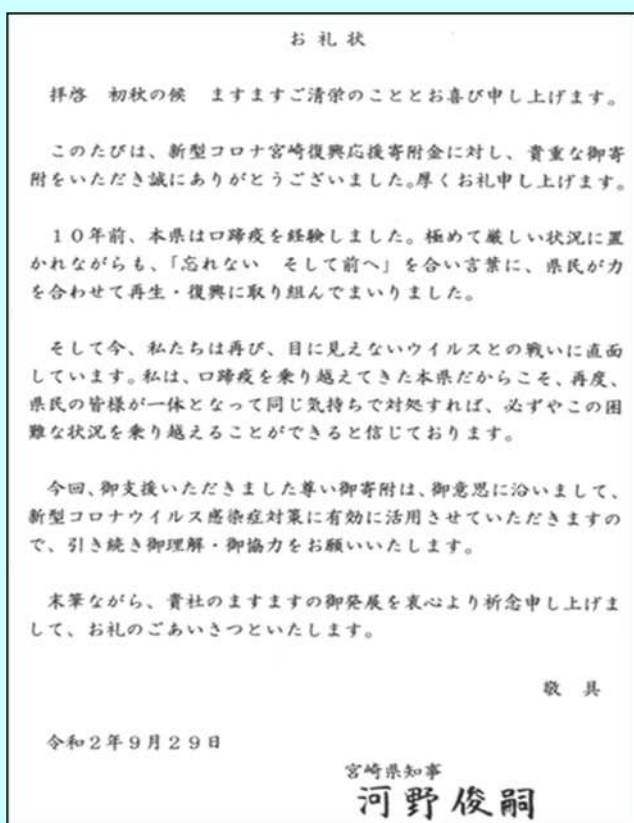 お礼状
拝啓　初秋の候　ますますご清栄のこととお喜び申し上げます。
このたびは、新型コロナ宮崎復興応援寄附金に対し、貴重な御寄
附をいただき誠にありがとうございました。厚くお礼申し上げます。
１０年前、本県は口蹄疫を経験しました。極めて厳しい状況に置
かれながらも、「忘れない　そして前へ」を合い言葉に、県民が力
を合わせて再生・復興に取り組んでまいりました。
そして今、私たちは再び、目に見えないウイルスとの戦いに直面
しています。私は、口蹄疫を乗り越えてきた本県だからこそ、再度、
県民の皆様が一体となって同じ気持ちで対処すれば、必ずやこの困
難な状況を乗り越えることができると信じております。
今回、御支援いただきました尊い御寄附は、御意思に沿いまして、
新型コロナウイルス感染症対策に有効に活用させていただきますの
で、引き続き御理解・御協力をお願いいたします。
末筆ながら、貴社のますますの御発展を衷心より祈念申し上げま
して、お礼のごあいさつといたします。
敬　具
令和２年９月２９日
宮崎県知事
河野俊嗣